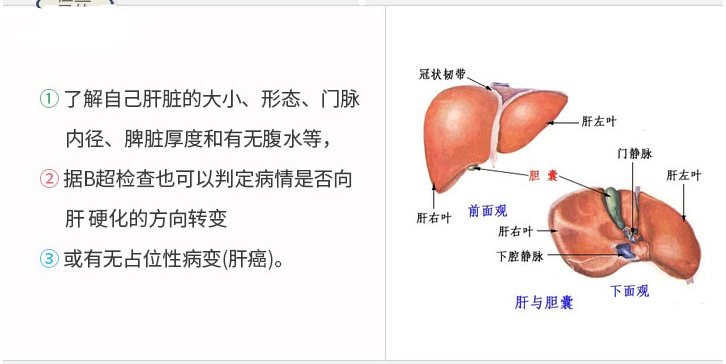 ① 了解自己肝脏的大小、形态、门脉
内径、脾脏厚度和有无腹水等，
② 据B超检查也可以判定病情是否向
肝 硬化的方向转变
③ 或有无占位性病变(肝癌)。
冠状韧带
肝左叶
门静脉
胆 囊
肝左叶
肝右叶
前面观
肝右叶
下腔静脉
下面观
肝与胆囊